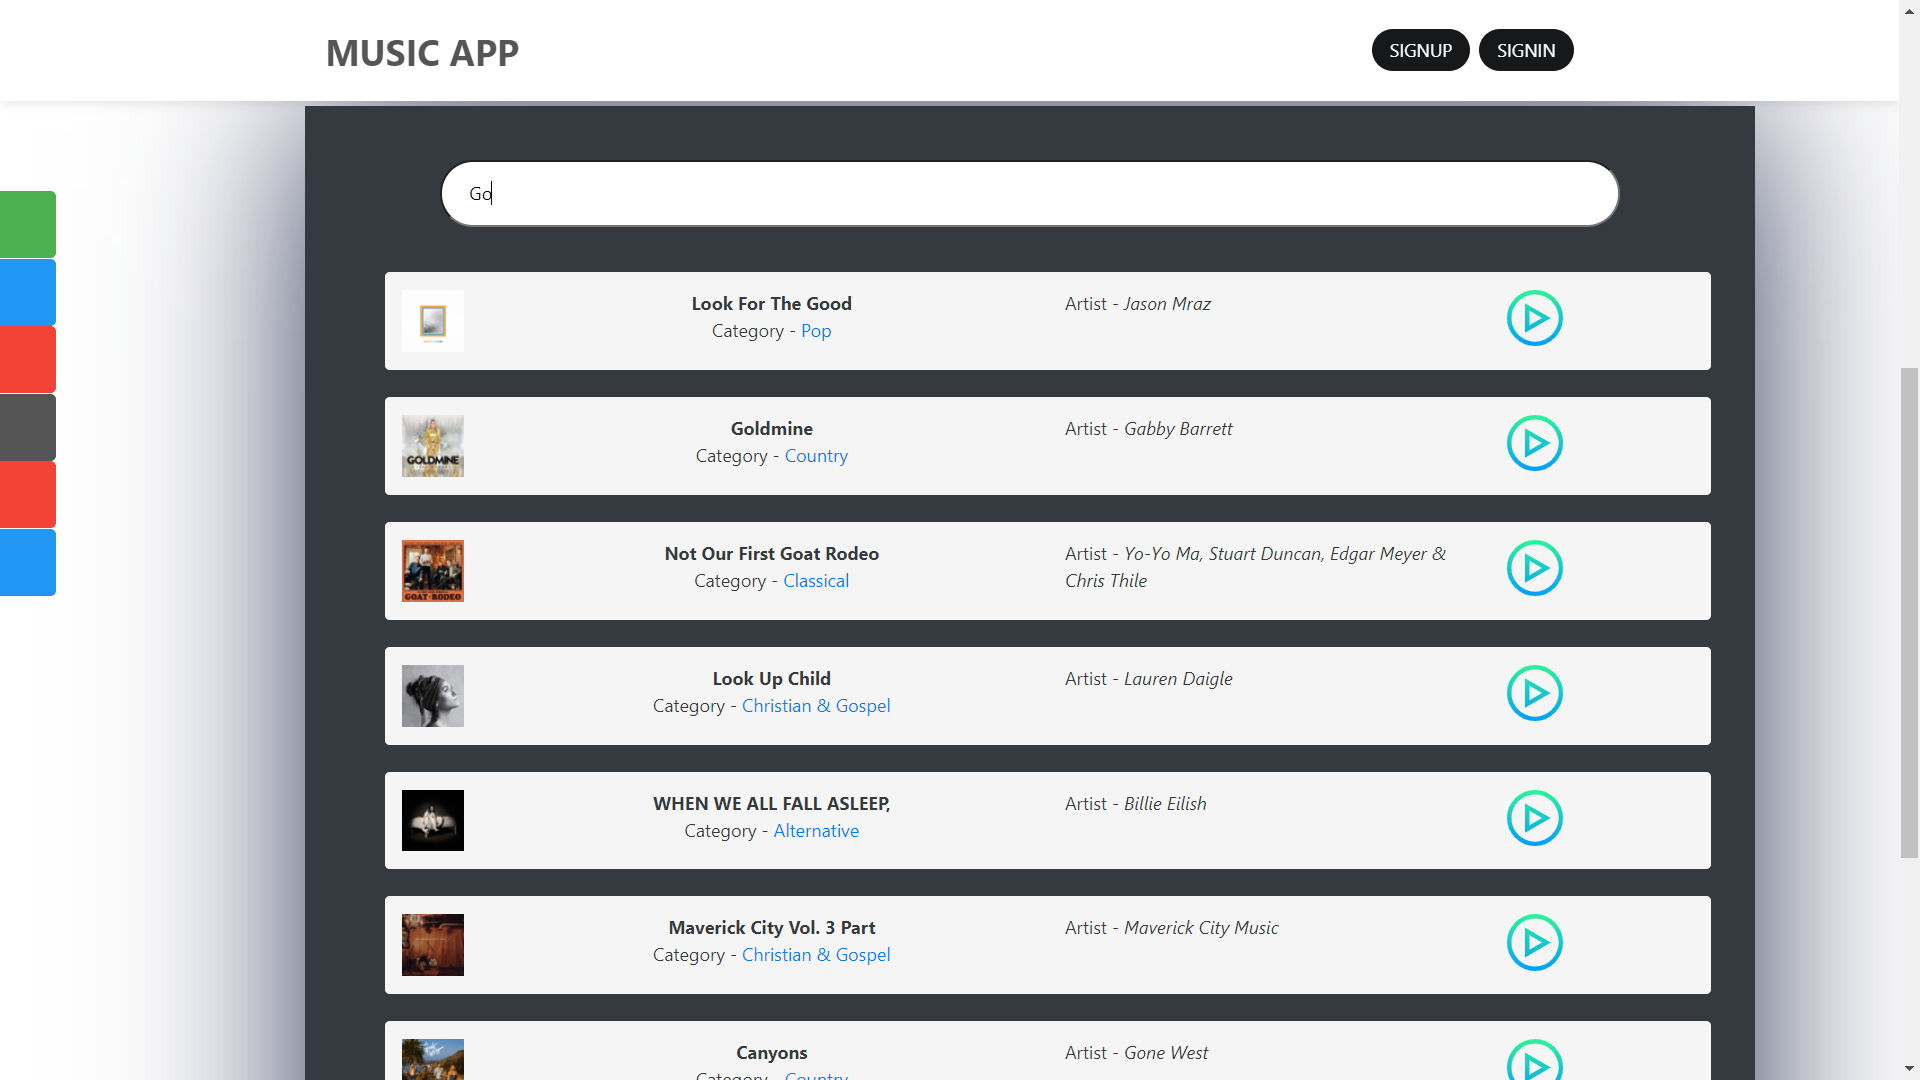 MUSIC APP
SIGNUP
SIGNIN
Go
Look For The Good
Category - Pop
Artist - Jason Mraz
GOLDMINE
Goldmine
Category - Country
Artist - Gabby Barrett
GOAT RODEO
Not Our First Goat Rodeo
Category - Classical
Artist - Yo-Yo Ma, Stuart Duncan, Edgar Meyer &
Chris Thile
Look Up Child
Category - Christian & Gospel
Artist - Lauren Daigle
WHEN WE ALL FALL ASLEEP,
Category - Alternative
Artist - Billie Eilish
Maverick City Vol. 3 Part
Category - Christian & Gospel
Artist - Maverick City Music
Canyons
Category - Country
Artist - Gone West